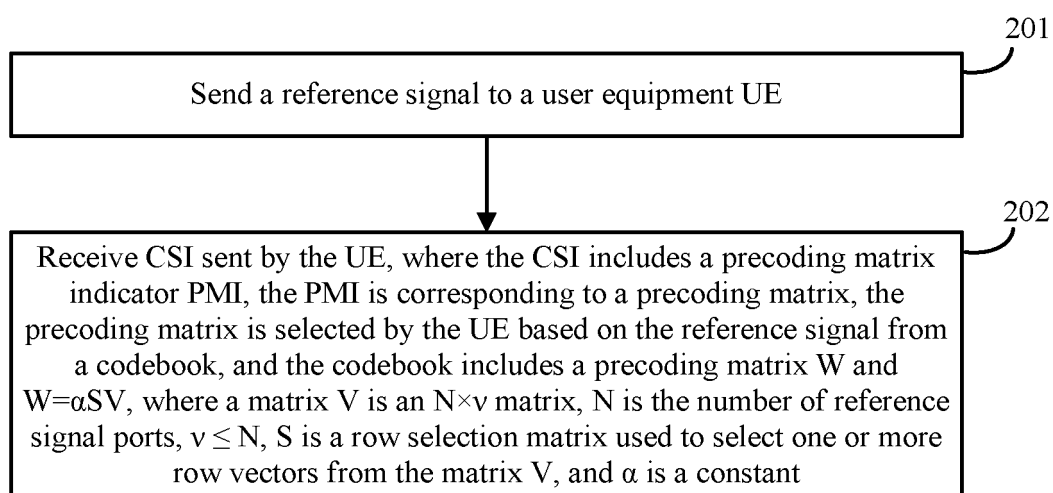 201
Send a reference signal to a user equipment UE
202
Receive CSI sent by the UE, where the CSI includes a precoding matrix
indicator PMI, the PMI is corresponding to a precoding matrix, the
precoding matrix is selected by the UE based on the reference signal from
a codebook, and the codebook includes a precoding matrix W and
W=αSV, where a matrix V is an N×ν matrix, N is the number of reference
signal ports, ν ≤ N, S is a row selection matrix used to select one or more
row vectors from the matrix V, and α is a constant